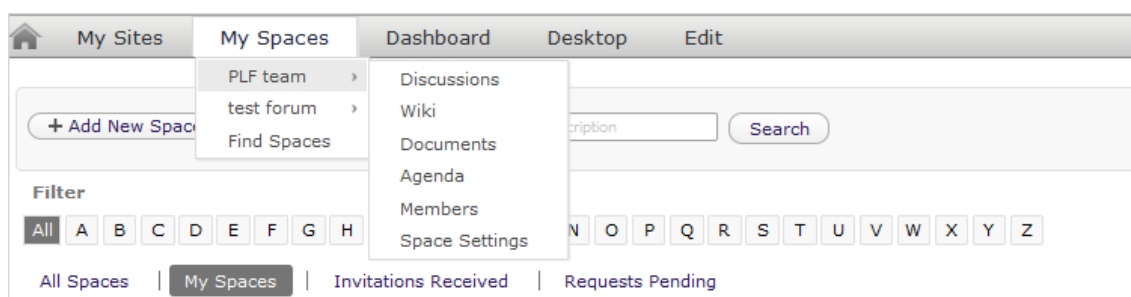 My Sites My Spaces Dashboard Desktop Edit
PLF team Discussions
test forum Wiki
Find Spaces Documents
Agenda
Members
Space Settings
+ Add New Spac cription Search
Filter
All A B C D E F G H N O P Q R S T U V W X Y Z
All Spaces | My Spaces | Invitations Received | Requests Pending